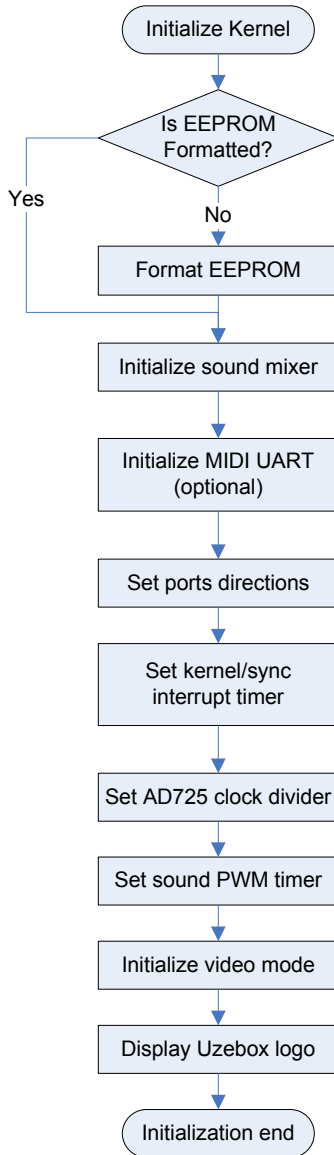 Initialize Kernel
Is EEPROM
Formatted?
Yes
No
Format EEPROM
Initialize sound mixer
Initialize MIDI UART
(optional)
Set ports directions
Set kernel/sync
interrupt timer
Set AD725 clock divider
Set sound PWM timer
Initialize video mode
Display Uzebox logo
Initialization end